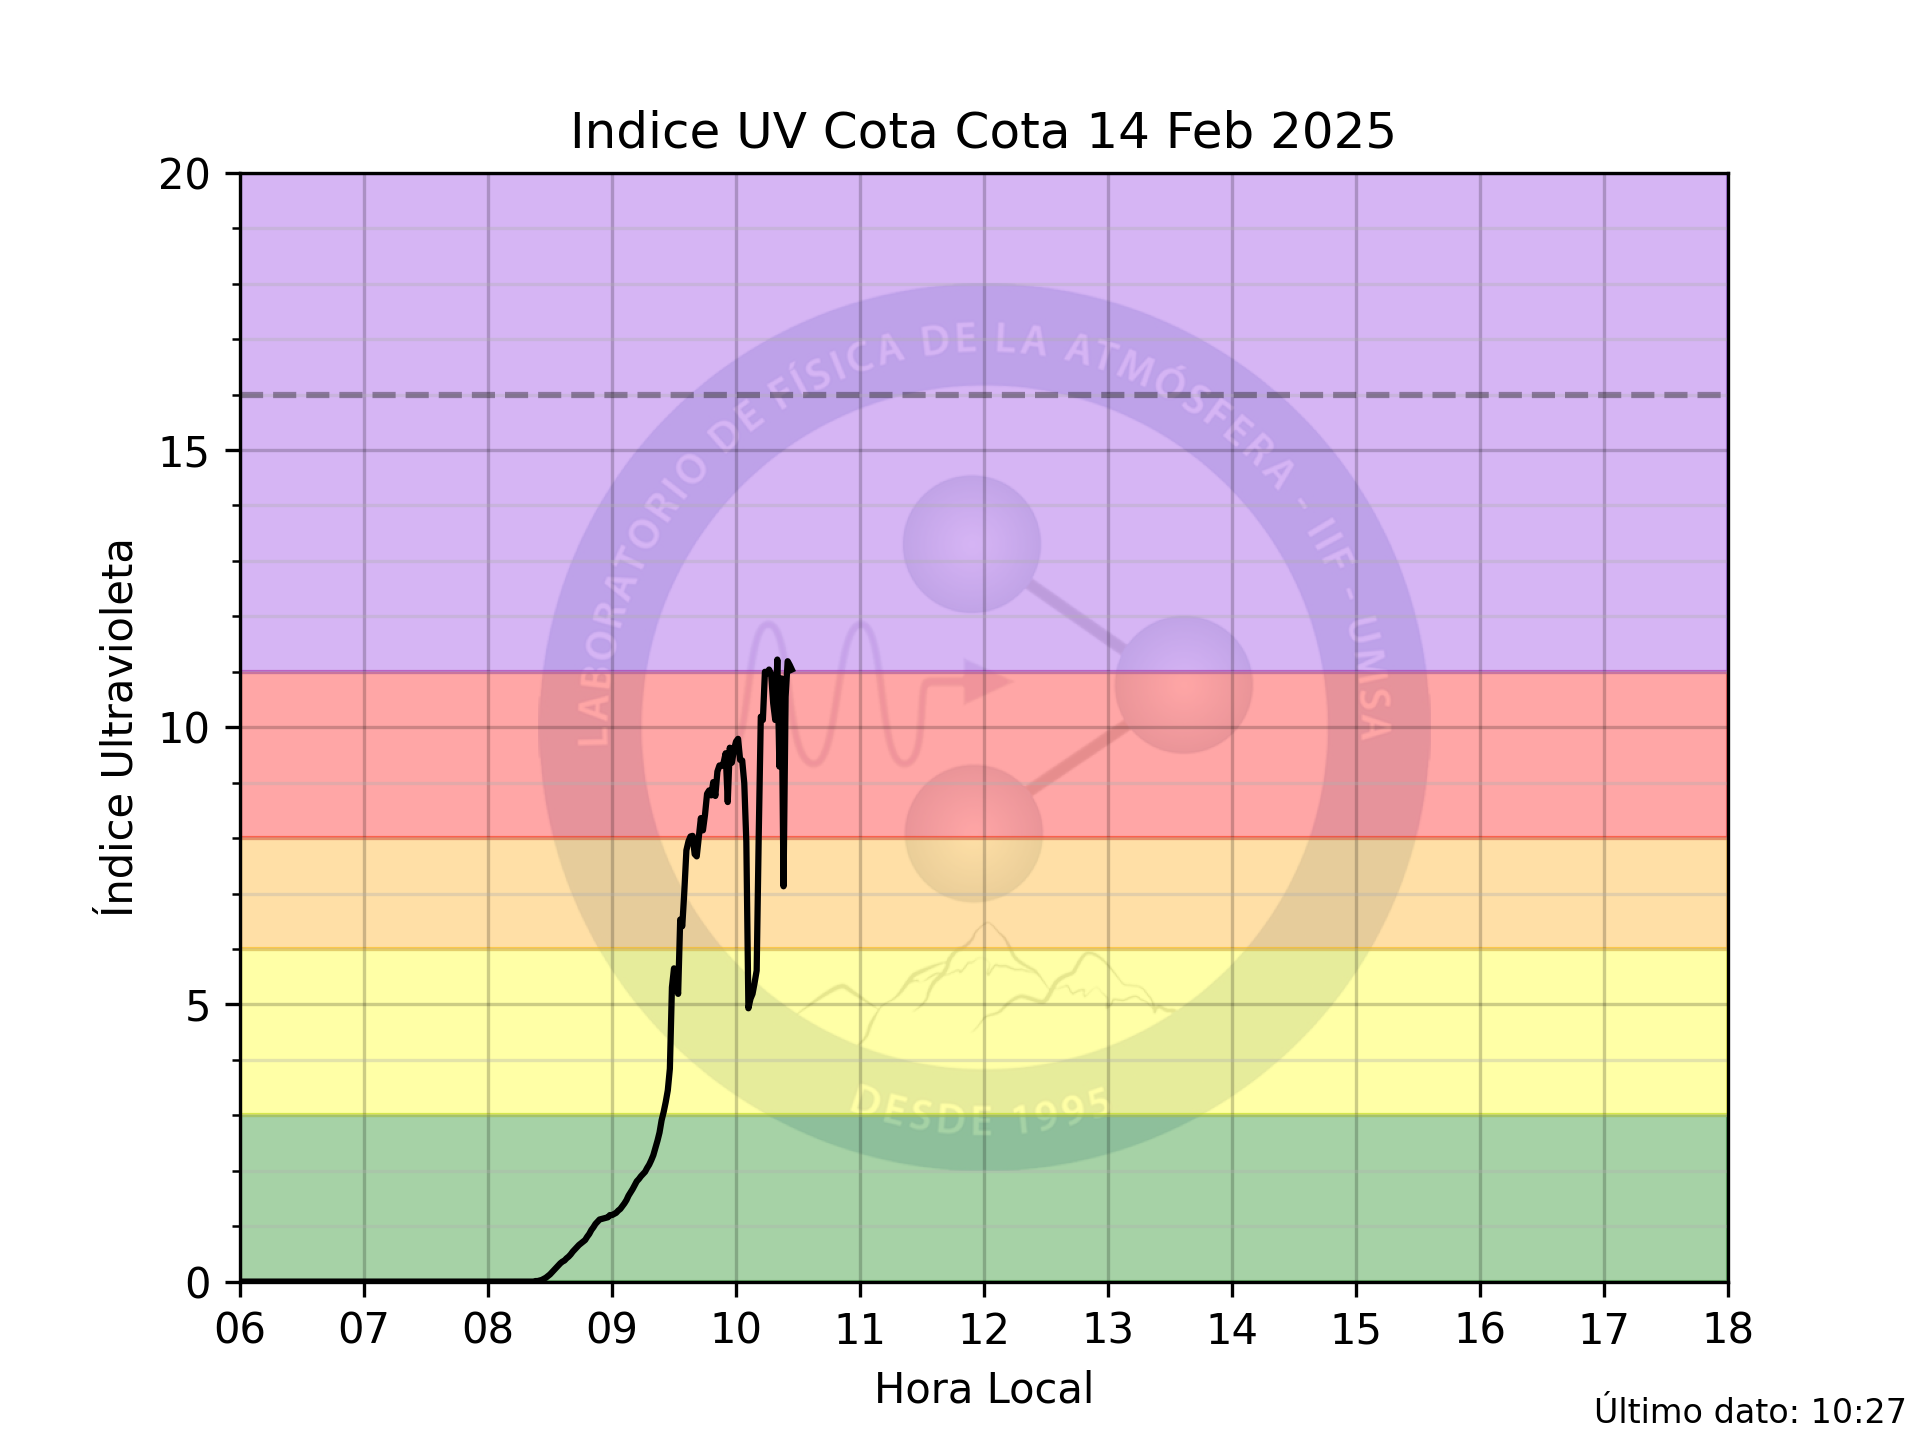 Indice UV Cota Cota 14 Feb 2025
20
15
10
5
0
Índice Ultravioleta
LABORATORIO DE FÍSICA DE LA ATMÓSFERA - IIF - UMSA
DESDE 1995
06 07 08 09 10 11 12 13 14 15 16 17 18
Hora Local
Último dato: 10:27